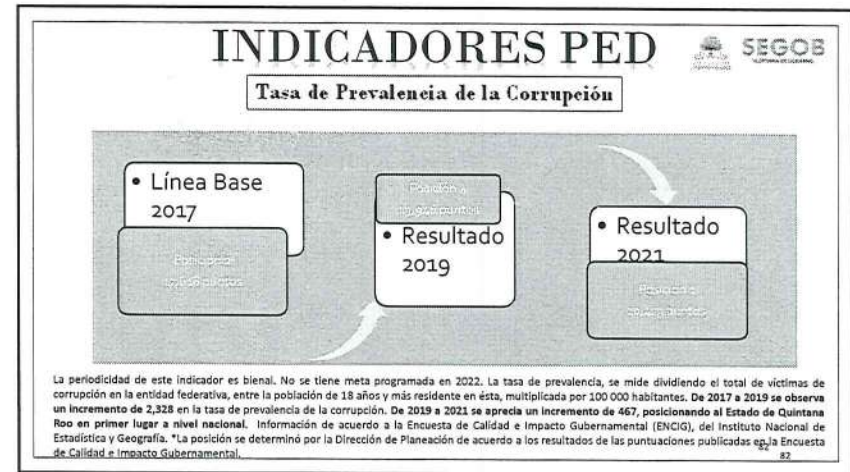 INDICADORES PED
SEGOB
Tasa de Prevalencia de la Corrupción
• Línea Base
2017
• Resultado
2019
• Resultado
2021
La periodicidad de este indicador es bienal. No se tiene meta programada en 2022. La tasa de prevalencia, se mide dividiendo el total de víctimas de
corrupción en la entidad federativa, entre la población de 18 años y más residente en ésta, multiplicada por 100 000 habitantes. De 2017 a 2019 se observa
un incremento de 2,328 en la tasa de prevalencia de la corrupción. De 2019 a 2021 se aprecia un incremento de 467, posicionando al Estado de Quintana
Roo en primer lugar a nivel nacional. Información de acuerdo a la Encuesta de Calidad e Impacto Gubernamental (ENCIG), del Instituto Nacional de
Estadística y Geografía. *La posición se determinó por la Dirección de Planeación de acuerdo a los resultados de las puntuaciones publicadas en la Encuesta
de Calidad e Impacto Gubernamental.
82
82